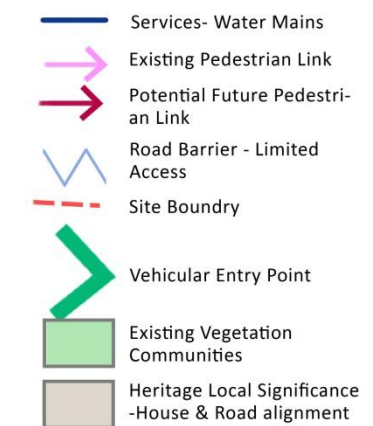 Services- Water Mains
Existing Pedestrian Link
Potential Future Pedestri-
an Link
Road Barrier - Limited
Access
Site Boundry
Vehicular Entry Point
Existing Vegetation
Communities
Heritage Local Significance
-House & Road alignment